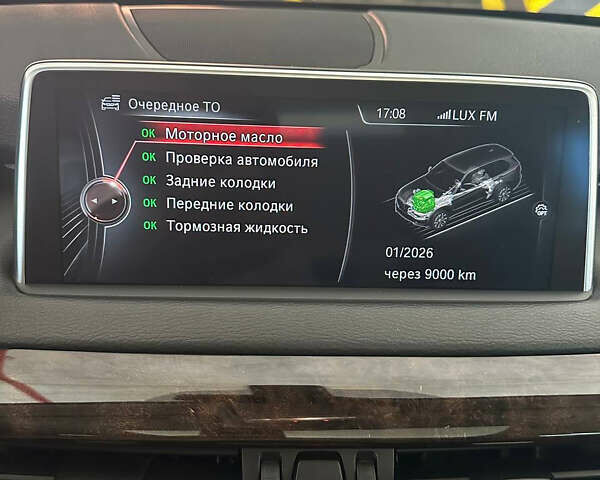 Очередное ТО
17:08
LUX FM
OK Моторное масло
OK Проверка автомобиля
OK Задние колодки
OK Передние колодки
OK Тормозная жидкость
OPT
01/2026
через 9000 km